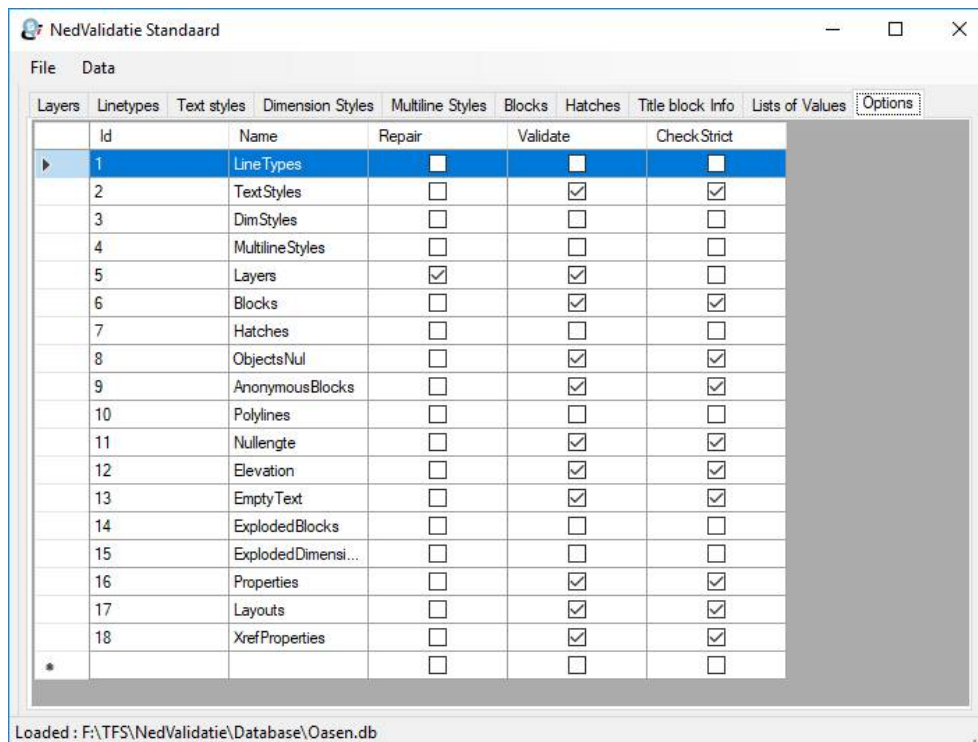 NedValidatie Standaard
File Data
Layers Linetypes Text styles Dimension Styles Multiline Styles Blocks Hatches Title block Info Lists of Values Options
Id Name Repair Validate CheckStrict
1 LineTypes
2 TextStyles
3 DimStyles
4 MultilineStyles
5 Layers
6 Blocks
7 Hatches
8 ObjectsNul
9 AnonymousBlocks
10 Polylines
11 Nullengte
12 Elevation
13 EmptyText
14 ExplodedBlocks
15 ExplodedDimensi...
16 Properties
17 Layouts
18 XrefProperties
Loaded : F:\TFS\NedValidatie\Database\Oasen.db